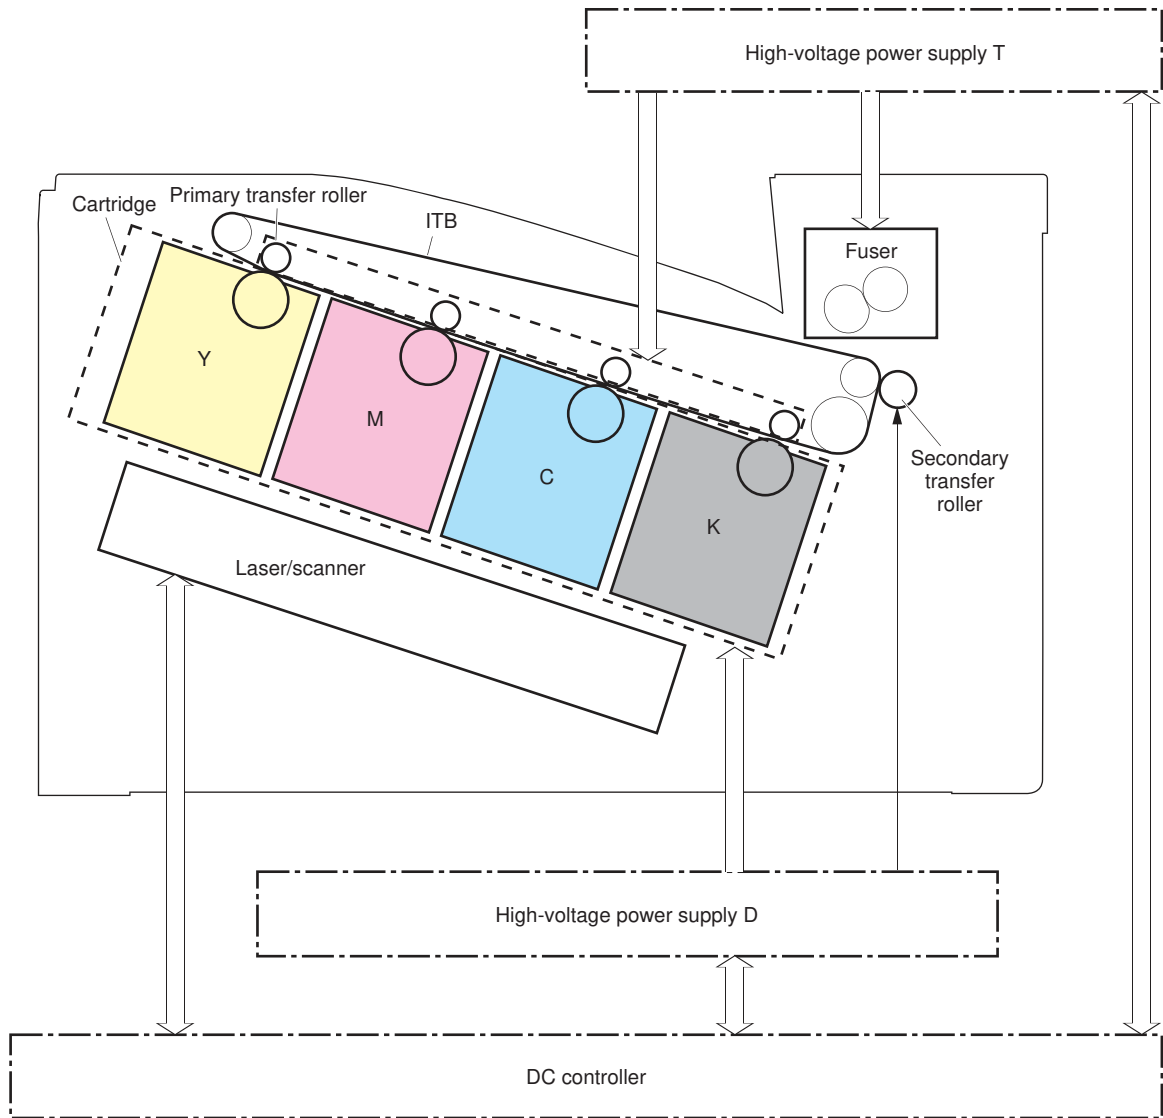 High-voltage power supply T
Primary transfer roller
Cartridge
ITB
Fuser
Y
M
C
K
Secondary
transfer
roller
Laser/scanner
High-voltage power supply D
DC controller